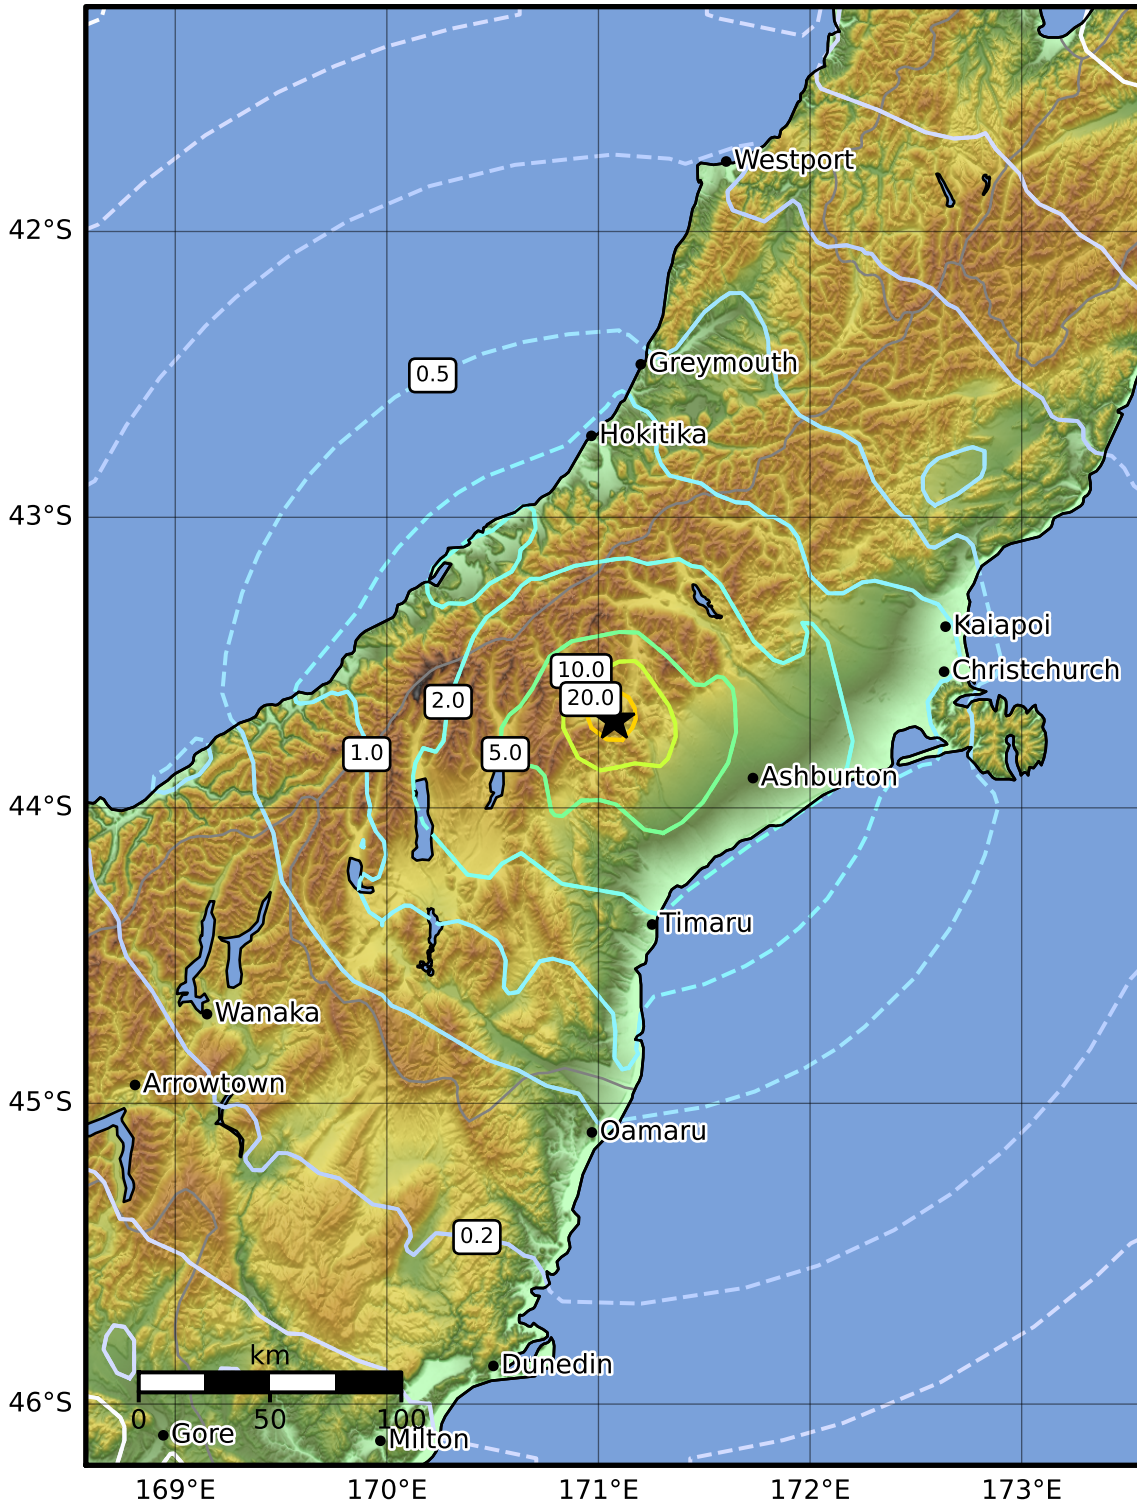 Westport
42°S
Greymouth
0.5
Hokitika
43°S
Kaiapoi
Christchurch
10.0
20.0
2.0
1.0
5.0
Ashburton
44°S
Timaru
Wanaka
Arrowtown
45°S
Oamaru
0.2
km
Dunedin
46°S
0 50 100
Gore
Milton
169°E 170°E 171°E 172°E 173°E